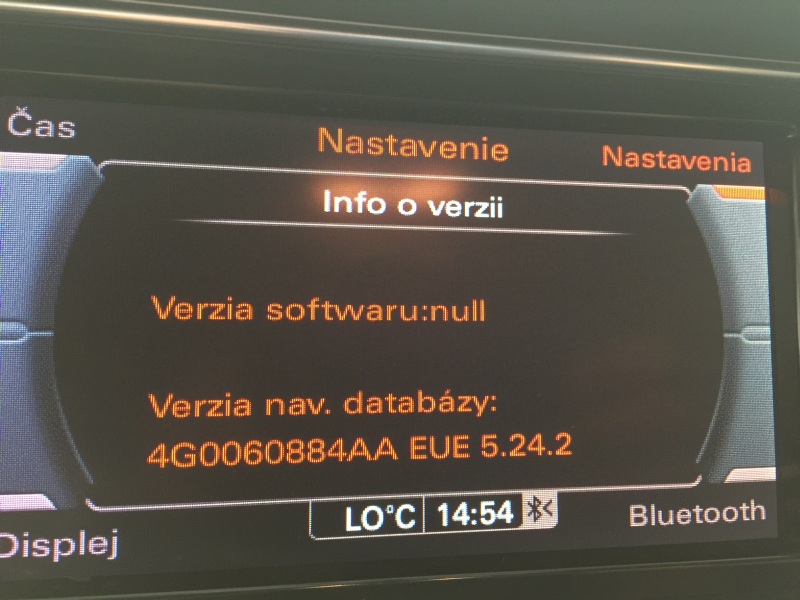 Čas
Nastavenie
Nastavenia
Info o verzii
Verzia softwaru:null
Verzia nav. databázy:
4G0060884AA EUE 5.24.2
LO°C 14:54
Displej
Bluetooth